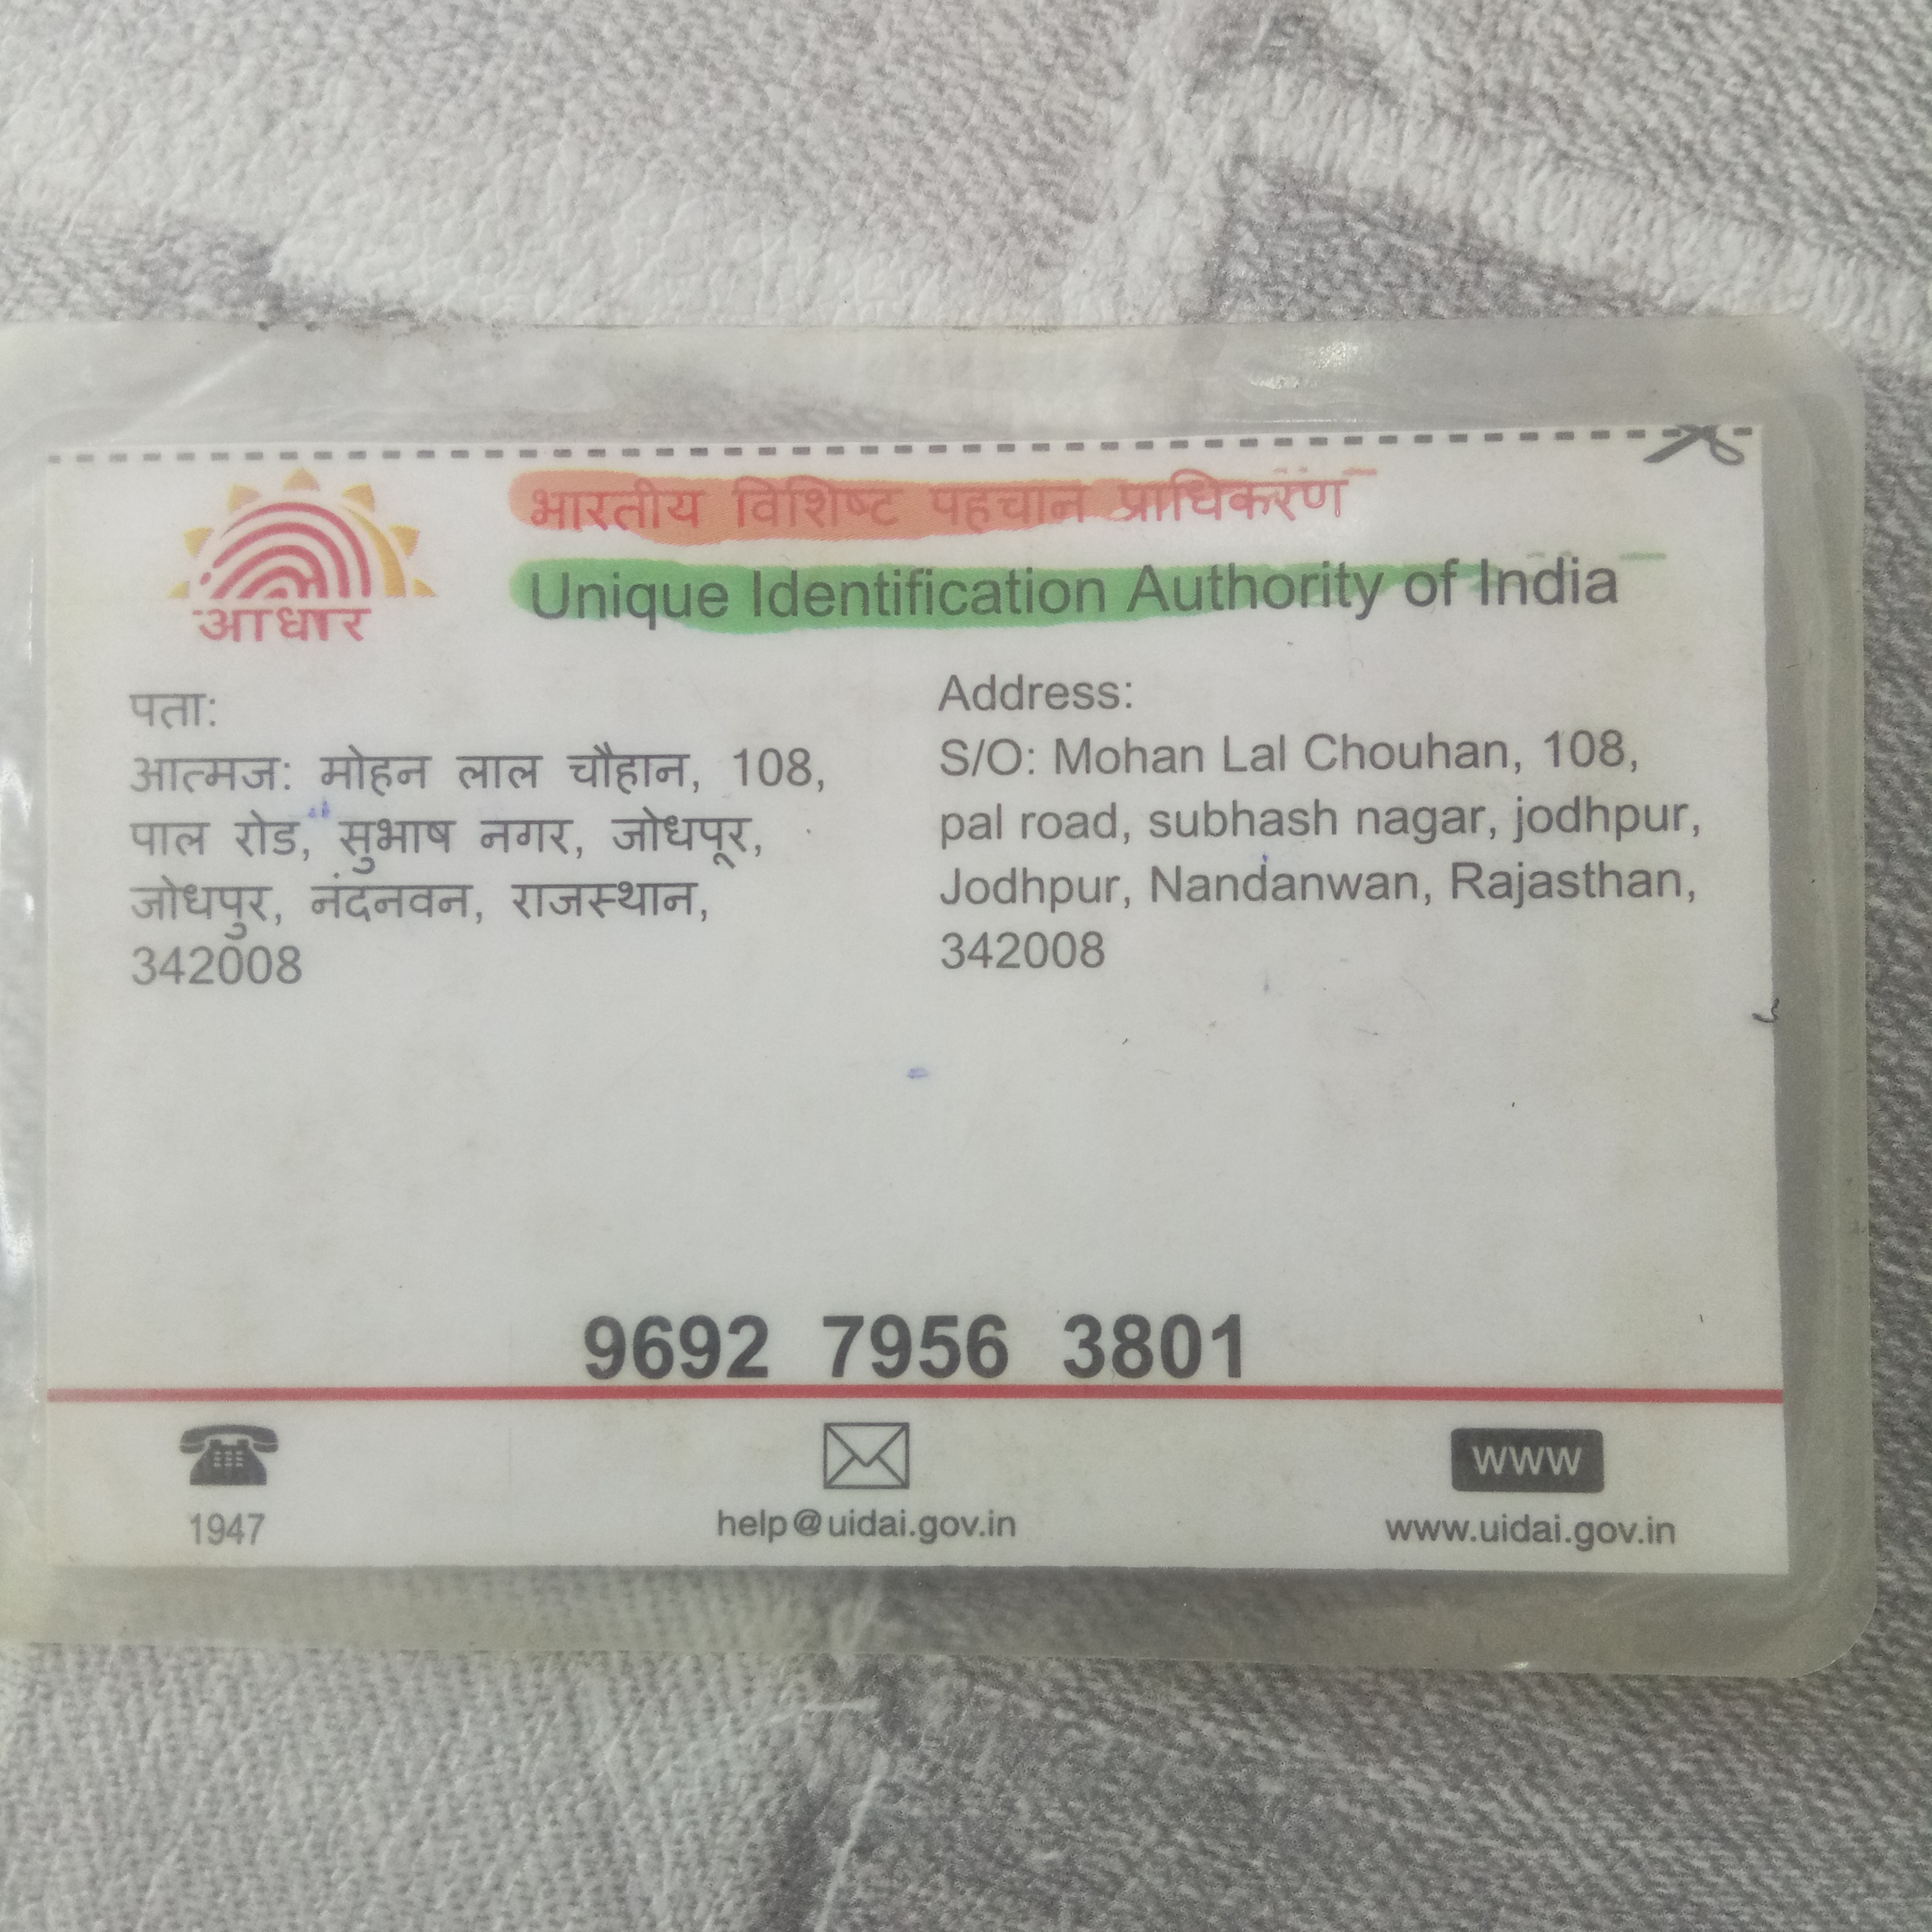 भारतीय विशिष्ट पहचान प्राधिकरण
Unique Identification Authority of India
आधार
पता:
आत्मज: मोहन लाल चौहान, 108,
पाल रोड, सुभाष नगर, जोधपूर,
जोधपुर, नंदनवन, राजस्थान,
342008
Address:
S/O: Mohan Lal Chouhan, 108,
pal road, subhash nagar, jodhpur,
Jodhpur, Nandanwan, Rajasthan,
342008
9692 7956 3801
1947
help@uidai.gov.in
www
www.uidai.gov.in